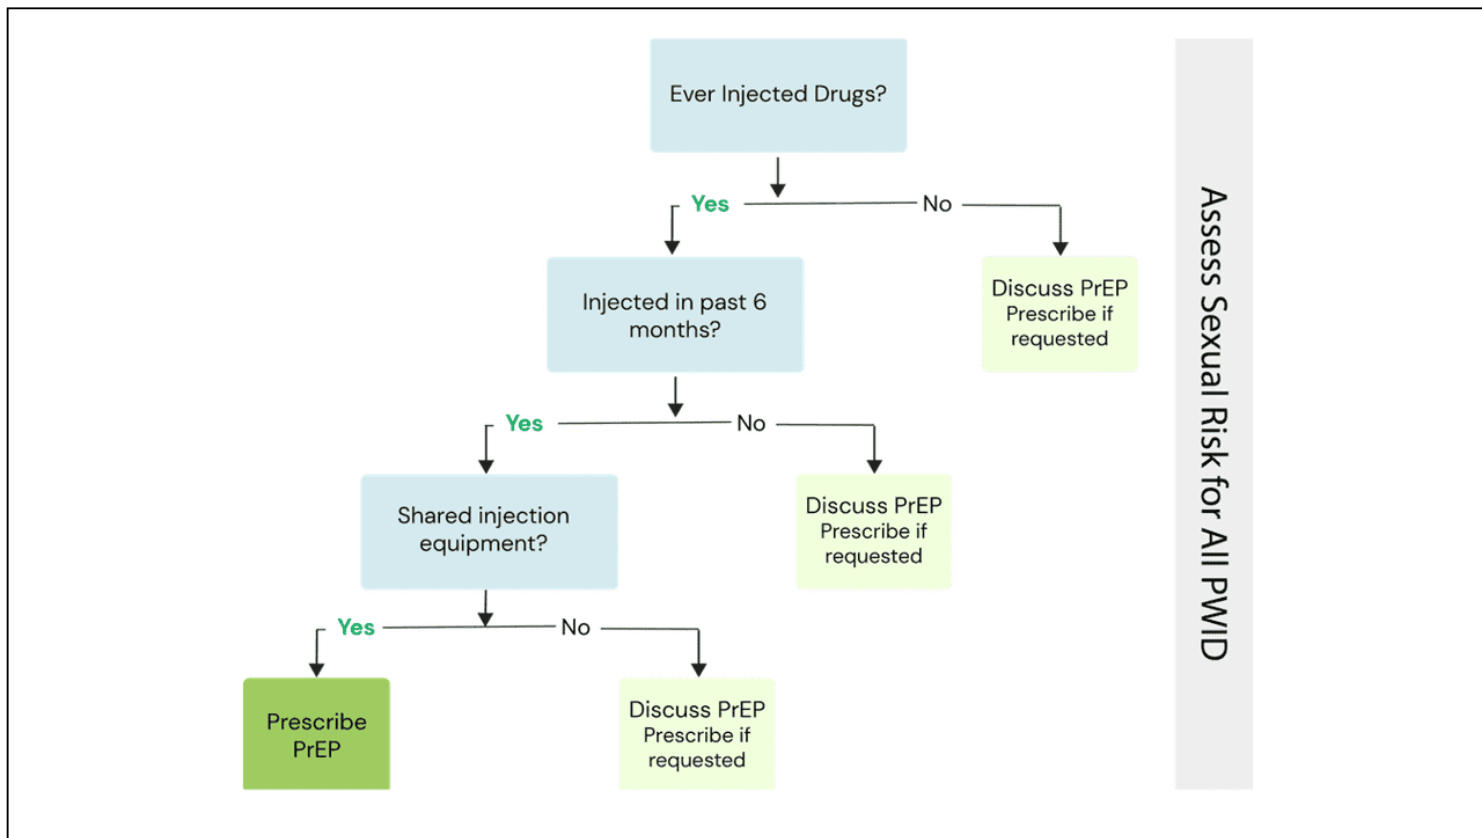 Ever Injected Drugs?
Yes
No
Injected in past 6
months?
Discuss PrEP
Prescribe if
requested
Yes
No
Shared injection
equipment?
Discuss PrEP
Prescribe if
requested
Yes
No
Prescribe
PrEP
Discuss PrEP
Prescribe if
requested
Assess Sexual Risk for All PWID